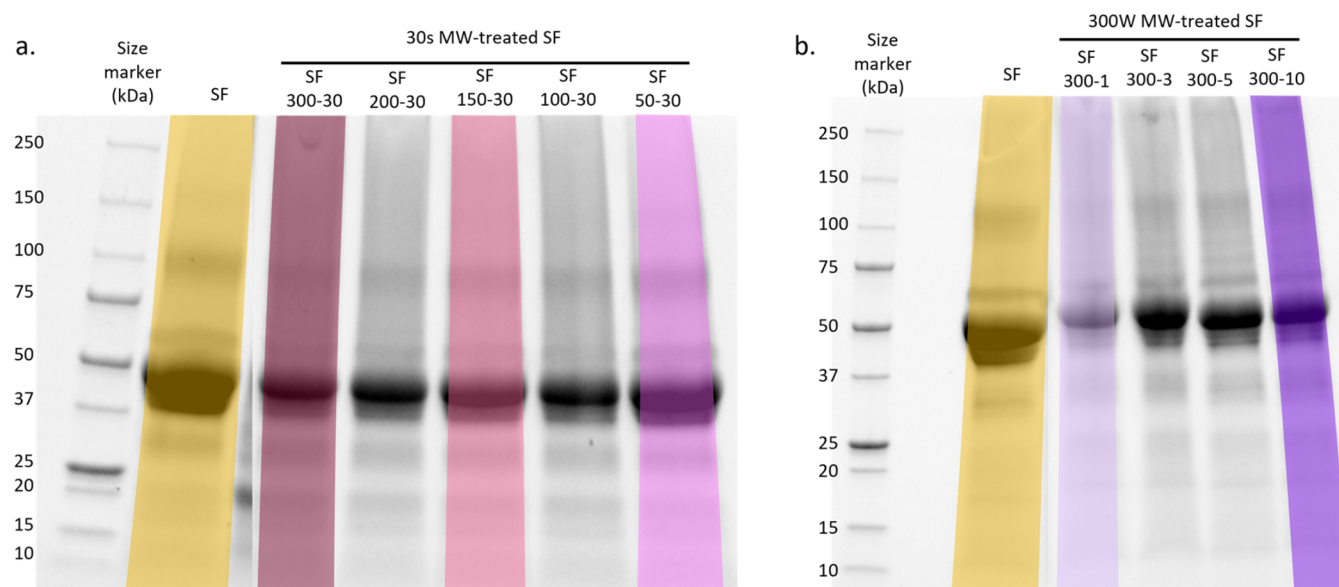 a.
Size
marker
(kDa)
SF
30s MW-treated SF
SF
300-30
SF
200-30
SF
150-30
SF
100-30
SF
50-30
250
150
100
75
50
37
25
20
15
10
b.
Size
marker
(kDa)
SF
300W MW-treated SF
SF
300-1
SF
300-3
SF
300-5
SF
300-10
250
150
100
75
50
37
25
20
15
10